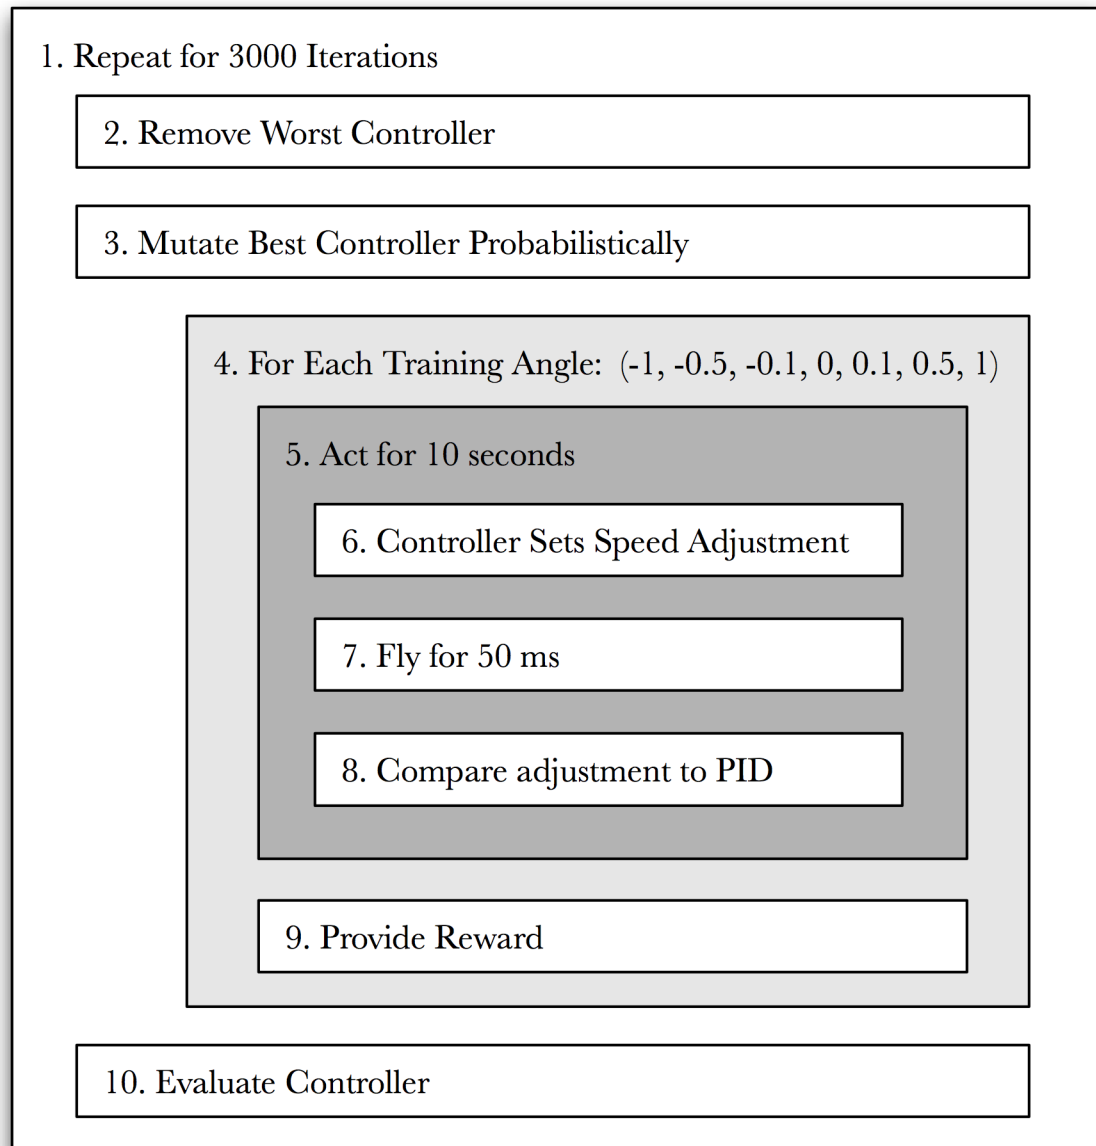 1. Repeat for 3000 Iterations
2. Remove Worst Controller
3. Mutate Best Controller Probabilistically
4. For Each Training Angle: (-1, -0.5, -0.1, 0, 0.1, 0.5, 1)
5. Act for 10 seconds
6. Controller Sets Speed Adjustment
7. Fly for 50 ms
8. Compare adjustment to PID
9. Provide Reward
10. Evaluate Controller